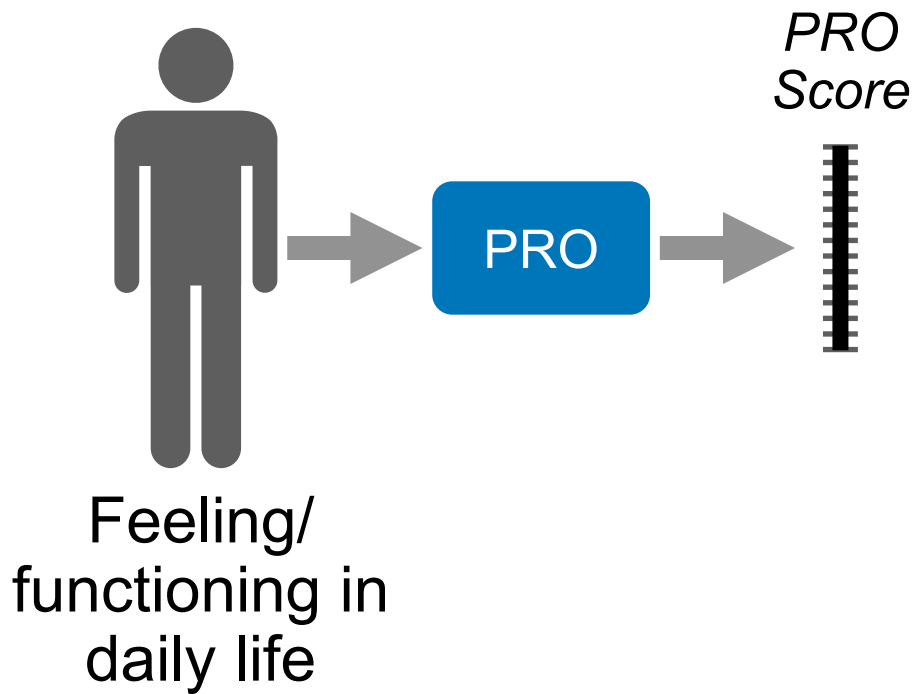 PRO
Score
PRO
Feeling/
functioning in
daily life